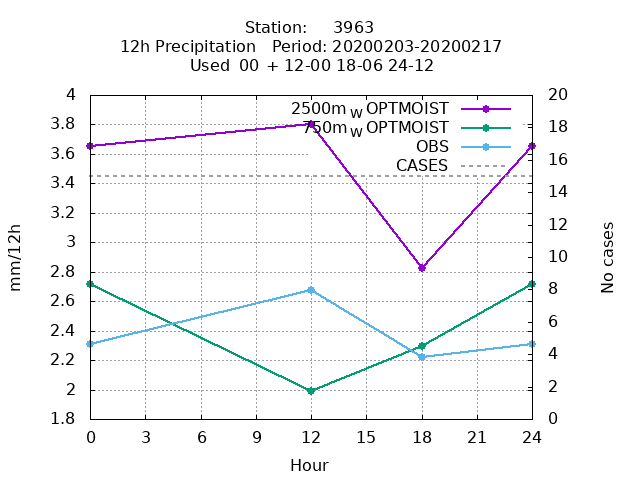 Station: 3963
12h Precipitation Period: 20200203-20200217
Used 00 + 12-00 18-06 24-12
2500m W OPTMOIST
750m W OPTMOIST
OBS
CASES
4
3.8
3.6
3.4
3.2
3
2.8
2.6
2.4
2.2
2
1.8
mm/12h
20
18
16
14
12
10
8
6
4
2
0
No cases
0 3 6 9 12 15 18 21 24
Hour